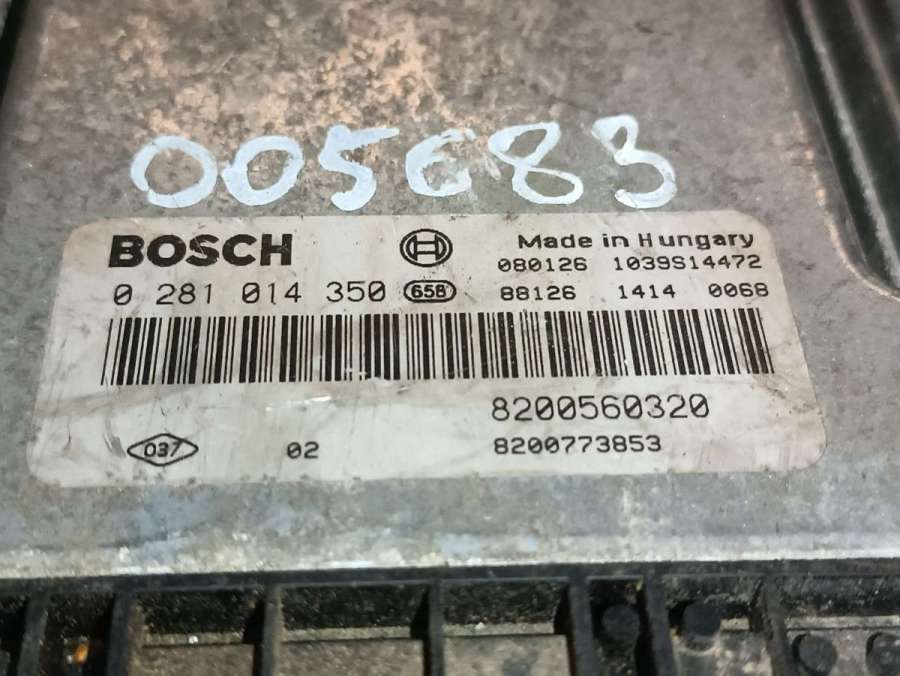 005683
BOSCH Made in Hungary
080126 1039S14472
0 281 014 350 658 88126 1414 0068
8200560320
037 02 8200773853